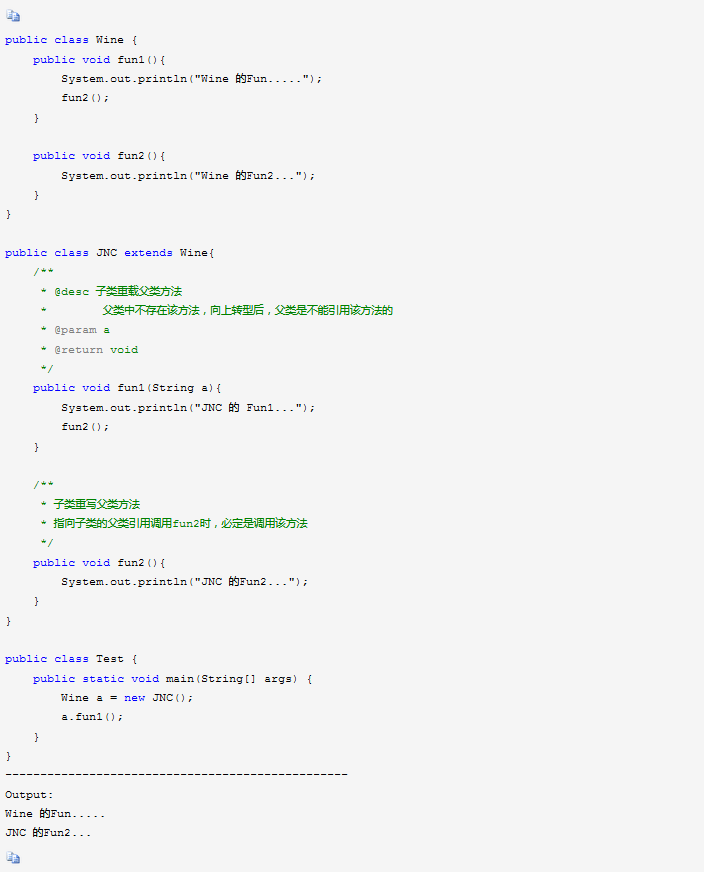 public class Wine {
    public void fun1(){
        System.out.println("Wine 的Fun.....");
        fun2();
    }
    public void fun2(){
        System.out.println("Wine 的Fun2...");
    }
}
public class JNC extends Wine{
    /**
     * @desc 子类重载父类方法
     *        父类中不存在该方法，向上转型后，父类是不能引用该方法的
     * @param a
     * @return void
     */
    public void fun1(String a){
        System.out.println("JNC 的 Fun1...");
        fun2();
    }
    /**
     * 子类重写父类方法
     * 指向子类的父类引用调用fun2时，必定是调用该方法
     */
    public void fun2(){
        System.out.println("JNC 的Fun2...");
    }
}
public class Test {
    public static void main(String[] args) {
        Wine a = new JNC();
        a.fun1();
    }
}
-------------------------------------------------
Output:
Wine 的Fun.....
JNC 的Fun2...